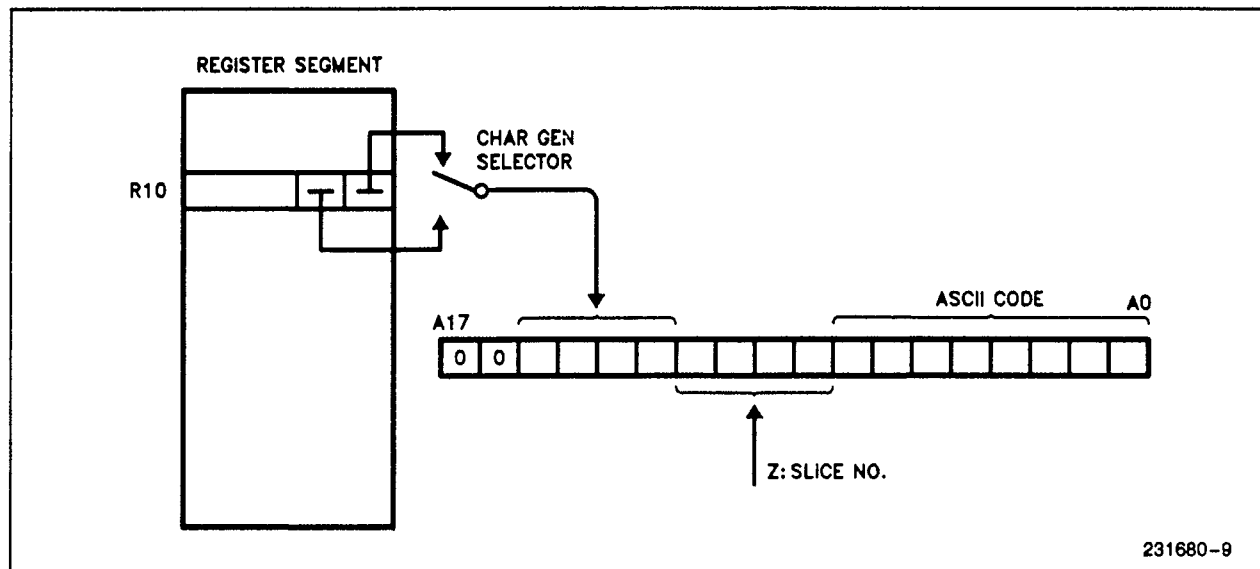 REGISTER SEGMENT
CHAR GEN
SELECTOR
R10
ASCII CODE
A17
A0
0 0
Z: SLICE NO.
231680-9